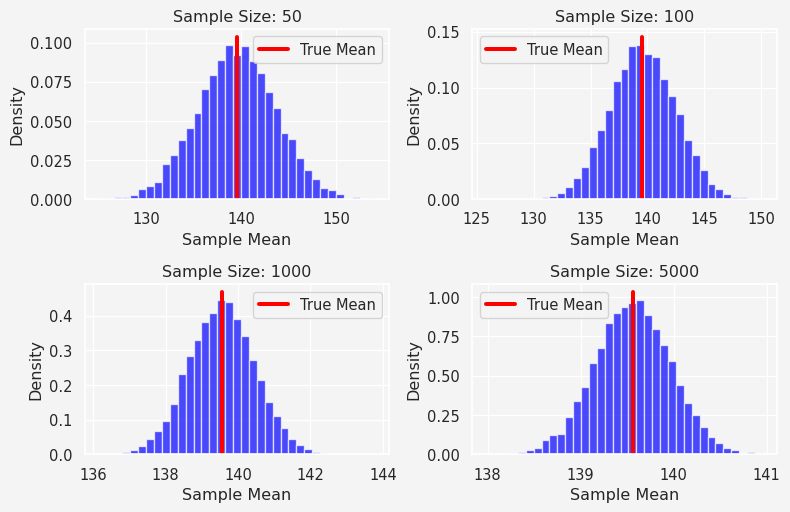 Sample Size: 50
True Mean
Density
0.100
0.075
0.050
0.025
0.000
130
140
150
Sample Mean
Sample Size: 100
True Mean
Density
0.15
0.10
0.05
0.00
125
130
135
140
145
150
Sample Mean
Sample Size: 1000
True Mean
Density
0.4
0.3
0.2
0.1
0.0
136
138
140
142
144
Sample Mean
Sample Size: 5000
True Mean
Density
1.00
0.75
0.50
0.25
0.00
138
139
140
141
Sample Mean